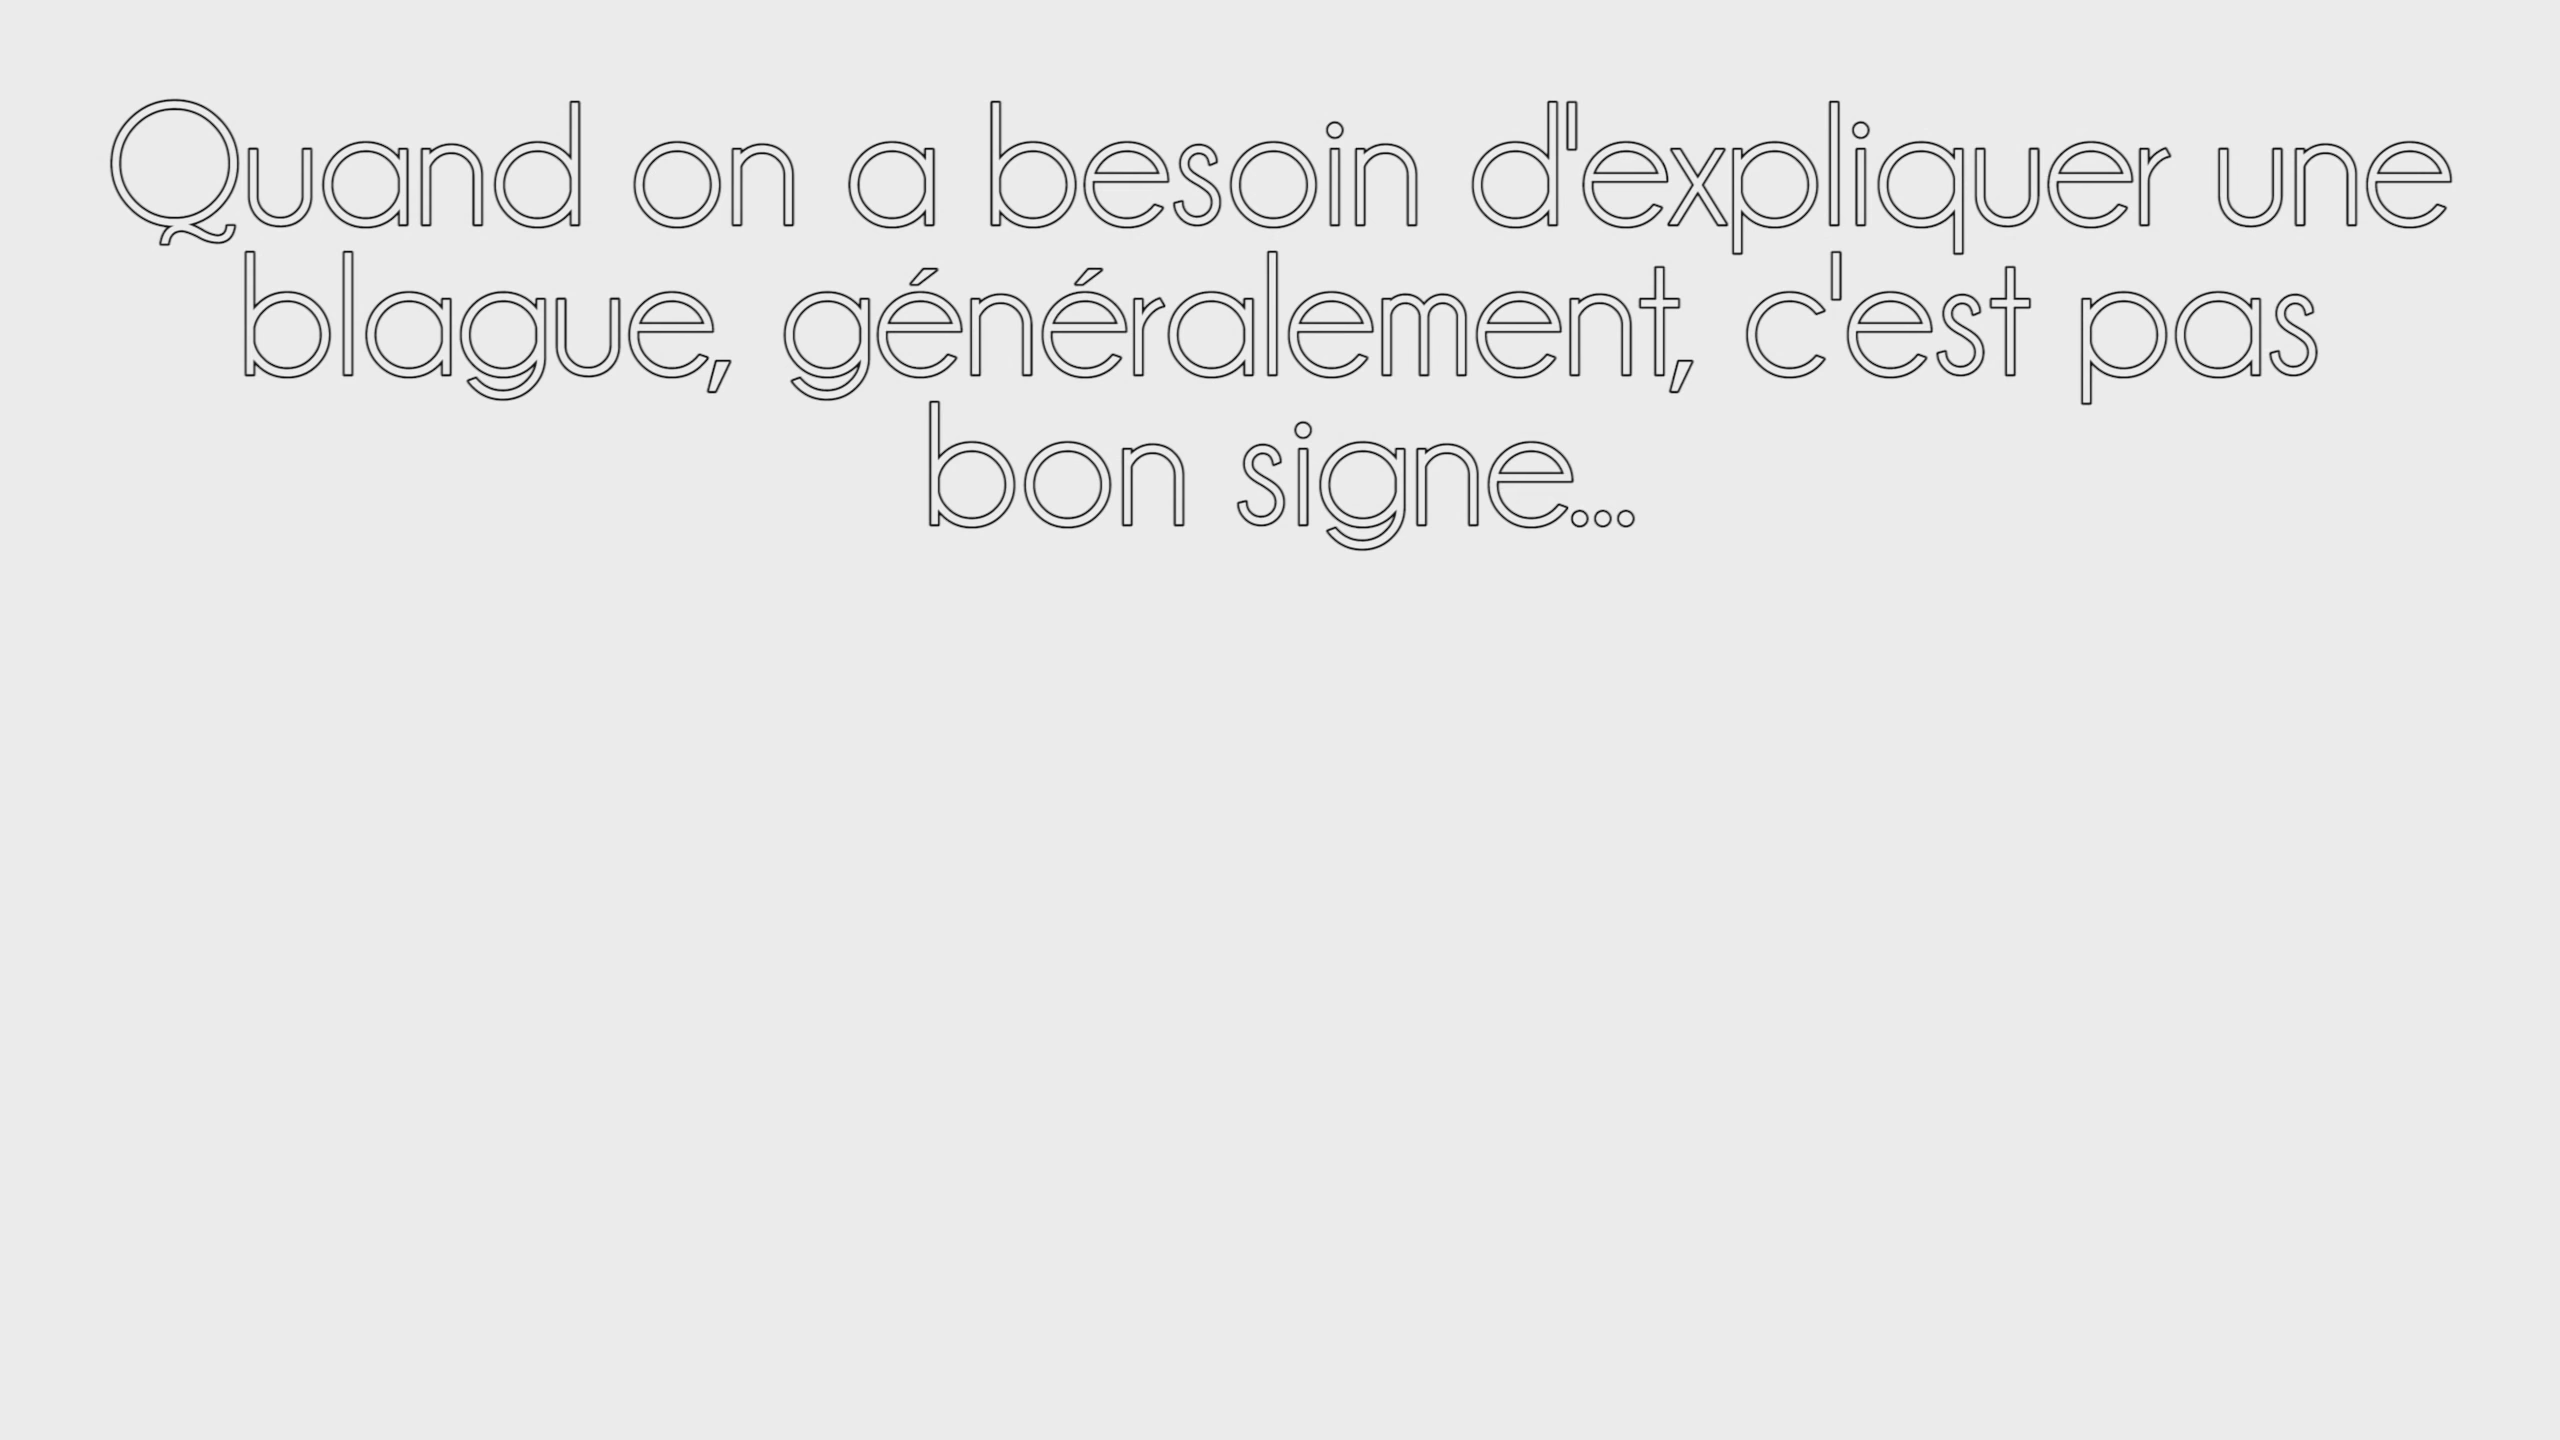 Quand on a besoin d'expliquer une
blague, généralement, c'est pas
bon signe...